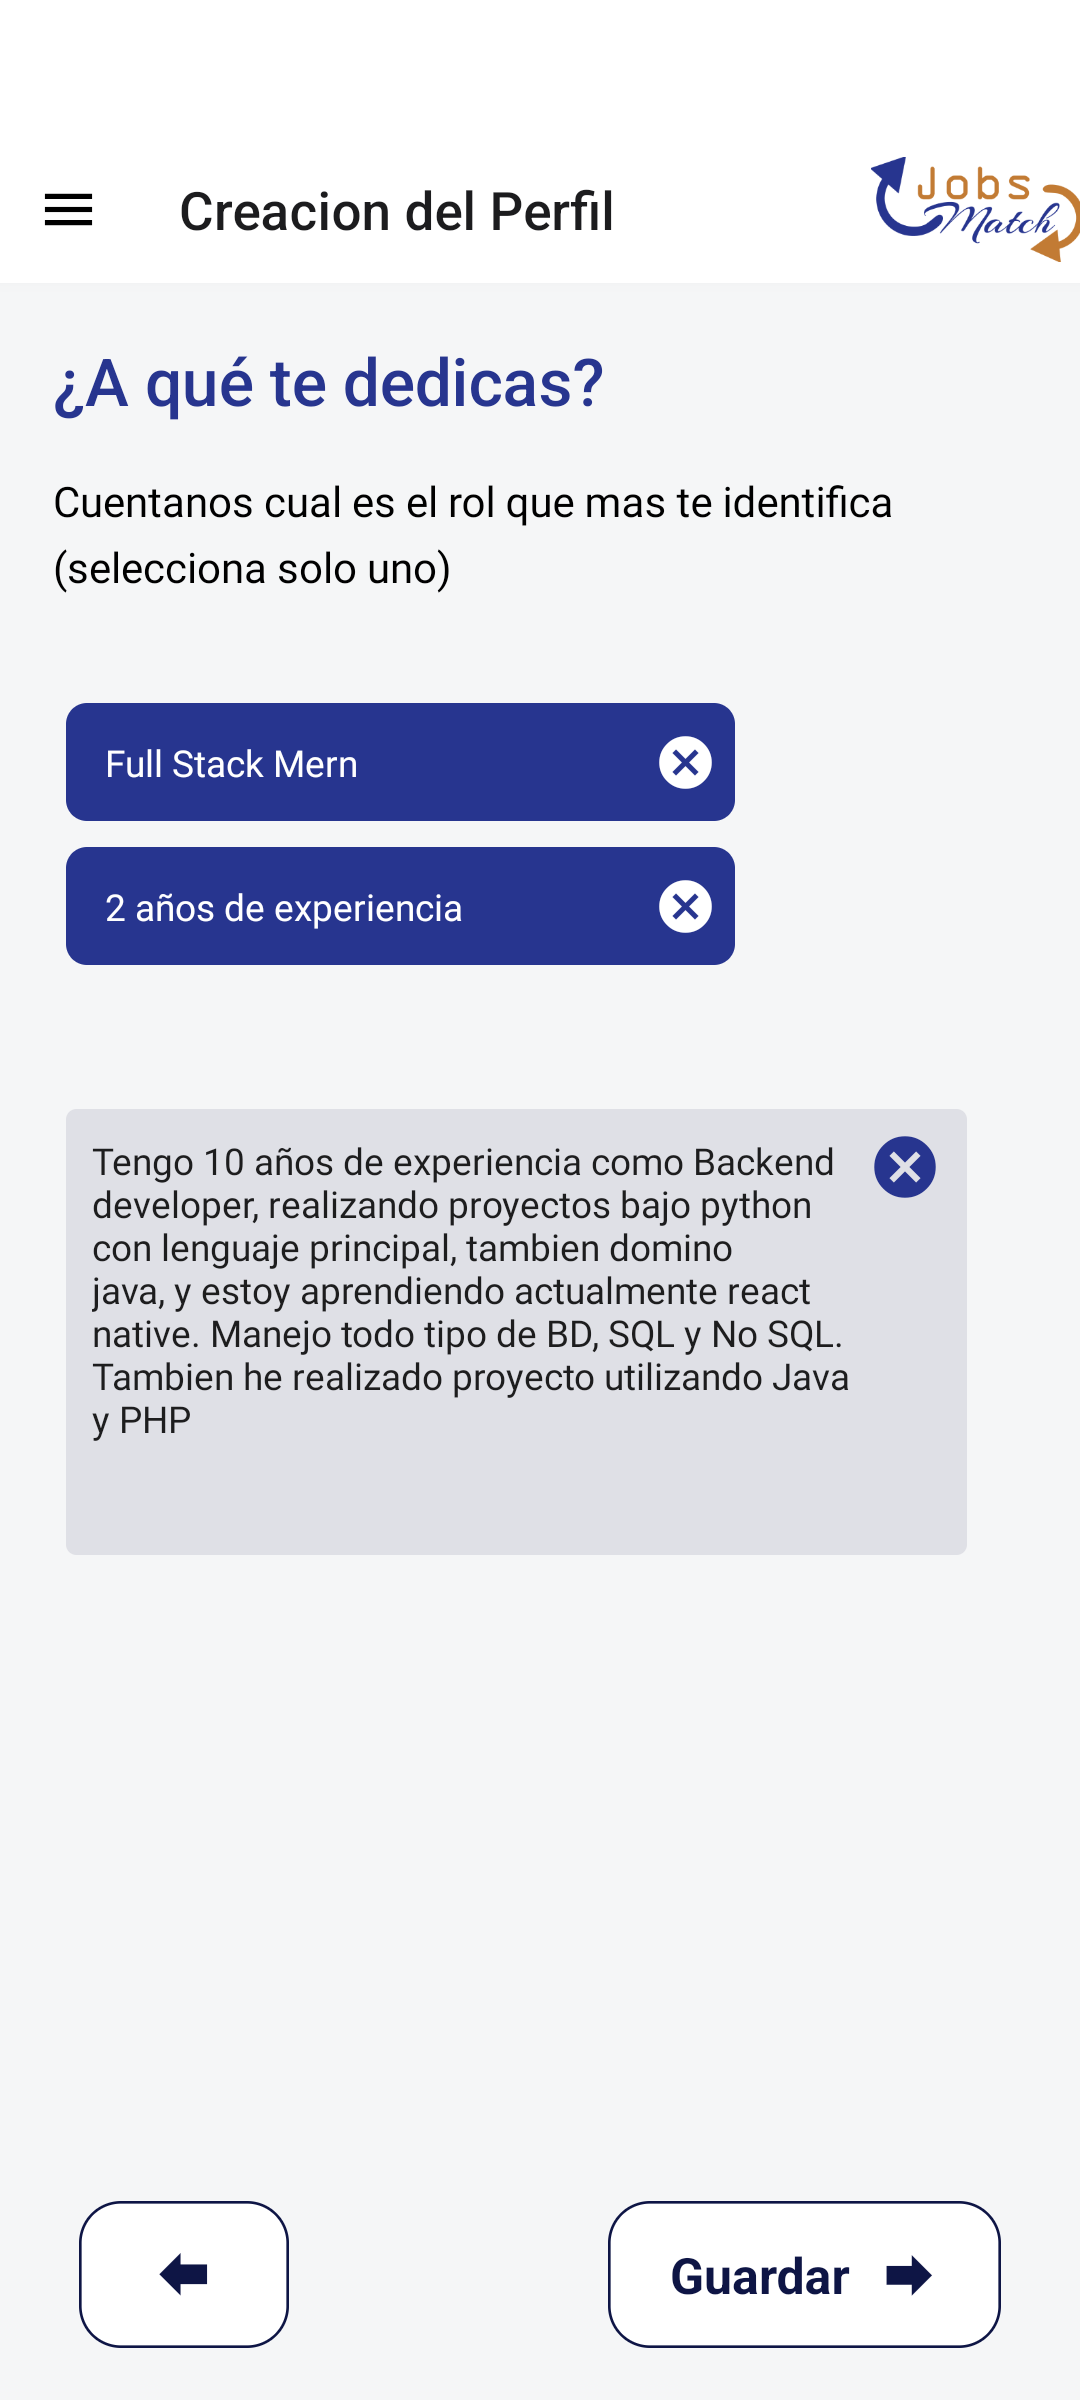 Creacion del Perfil
Jobs
Match
¿A qué te dedicas?
Cuentanos cual es el rol que mas te identifica
(selecciona solo uno)
Full Stack Mern
2 años de experiencia
Tengo 10 años de experiencia como Backend
developer, realizando proyectos bajo python
con lenguaje principal, tambien domino
java, y estoy aprendiendo actualmente react
native. Manejo todo tipo de BD, SQL y No SQL.
Tambien he realizado proyecto utilizando Java
y PHP
Guardar